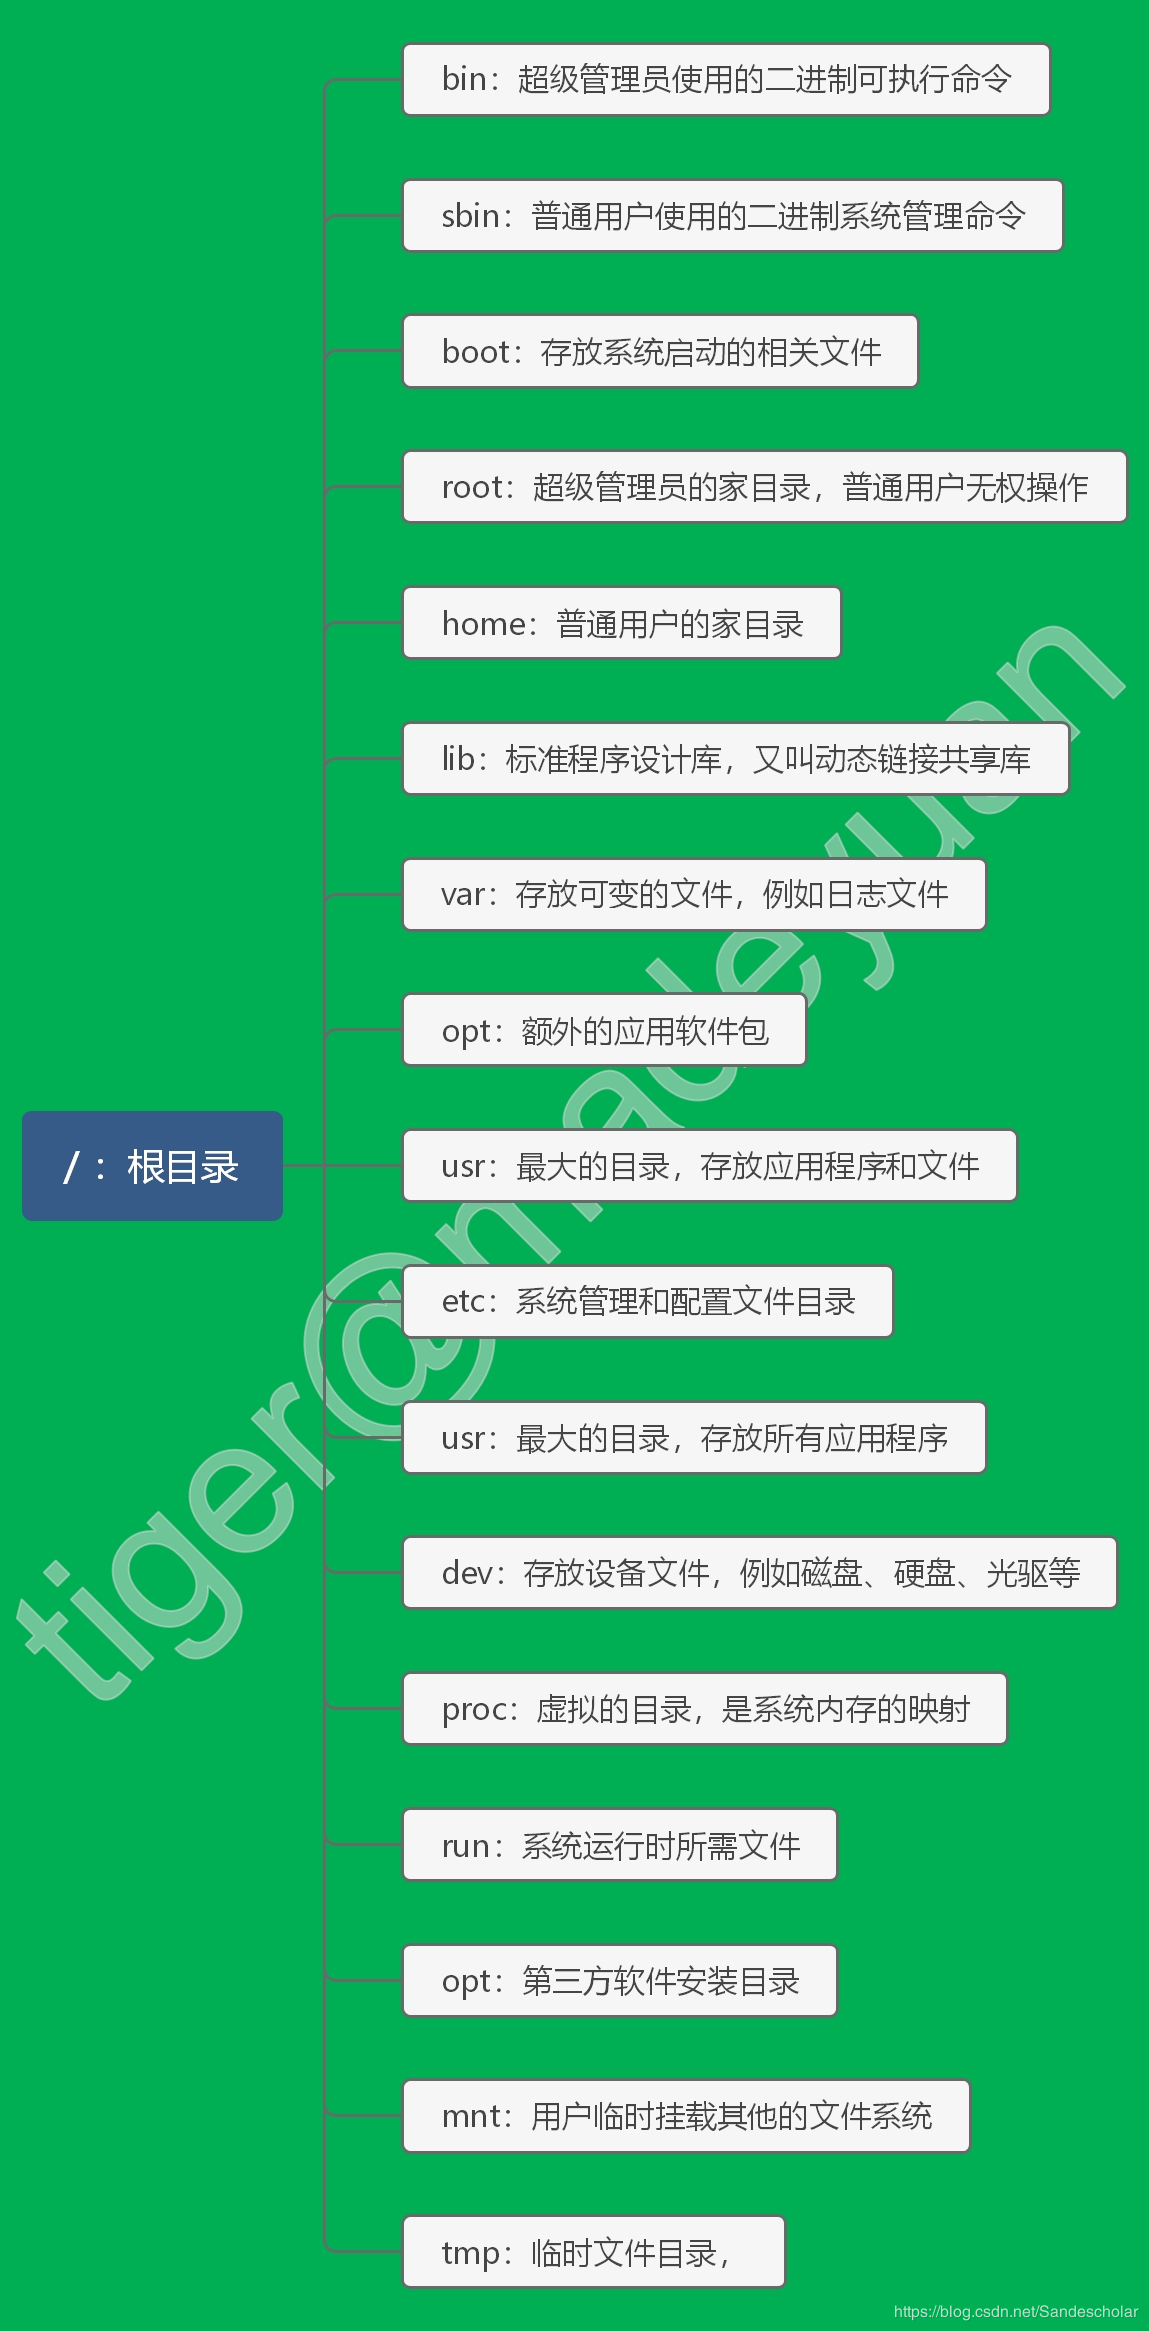 bin：超级管理员使用的二进制可执行命令
sbin：普通用户使用的二进制系统管理命令
boot：存放系统启动的相关文件
root：超级管理员的家目录，普通用户无权操作
home：普通用户的家目录
lib：标准程序设计库，又叫动态链接共享库
var：存放可变的文件，例如日志文件
opt：额外的应用软件包
/ ：根目录
usr：最大的目录，存放应用程序和文件
etc：系统管理和配置文件目录
usr：最大的目录，存放所有应用程序
dev：存放设备文件，例如磁盘、硬盘、光驱等
proc：虚拟的目录，是系统内存的映射
run：系统运行时所需文件
opt：第三方软件安装目录
mnt：用户临时挂载其他的文件系统
tmp：临时文件目录，
https://blog.csdn.net/Sandescholar